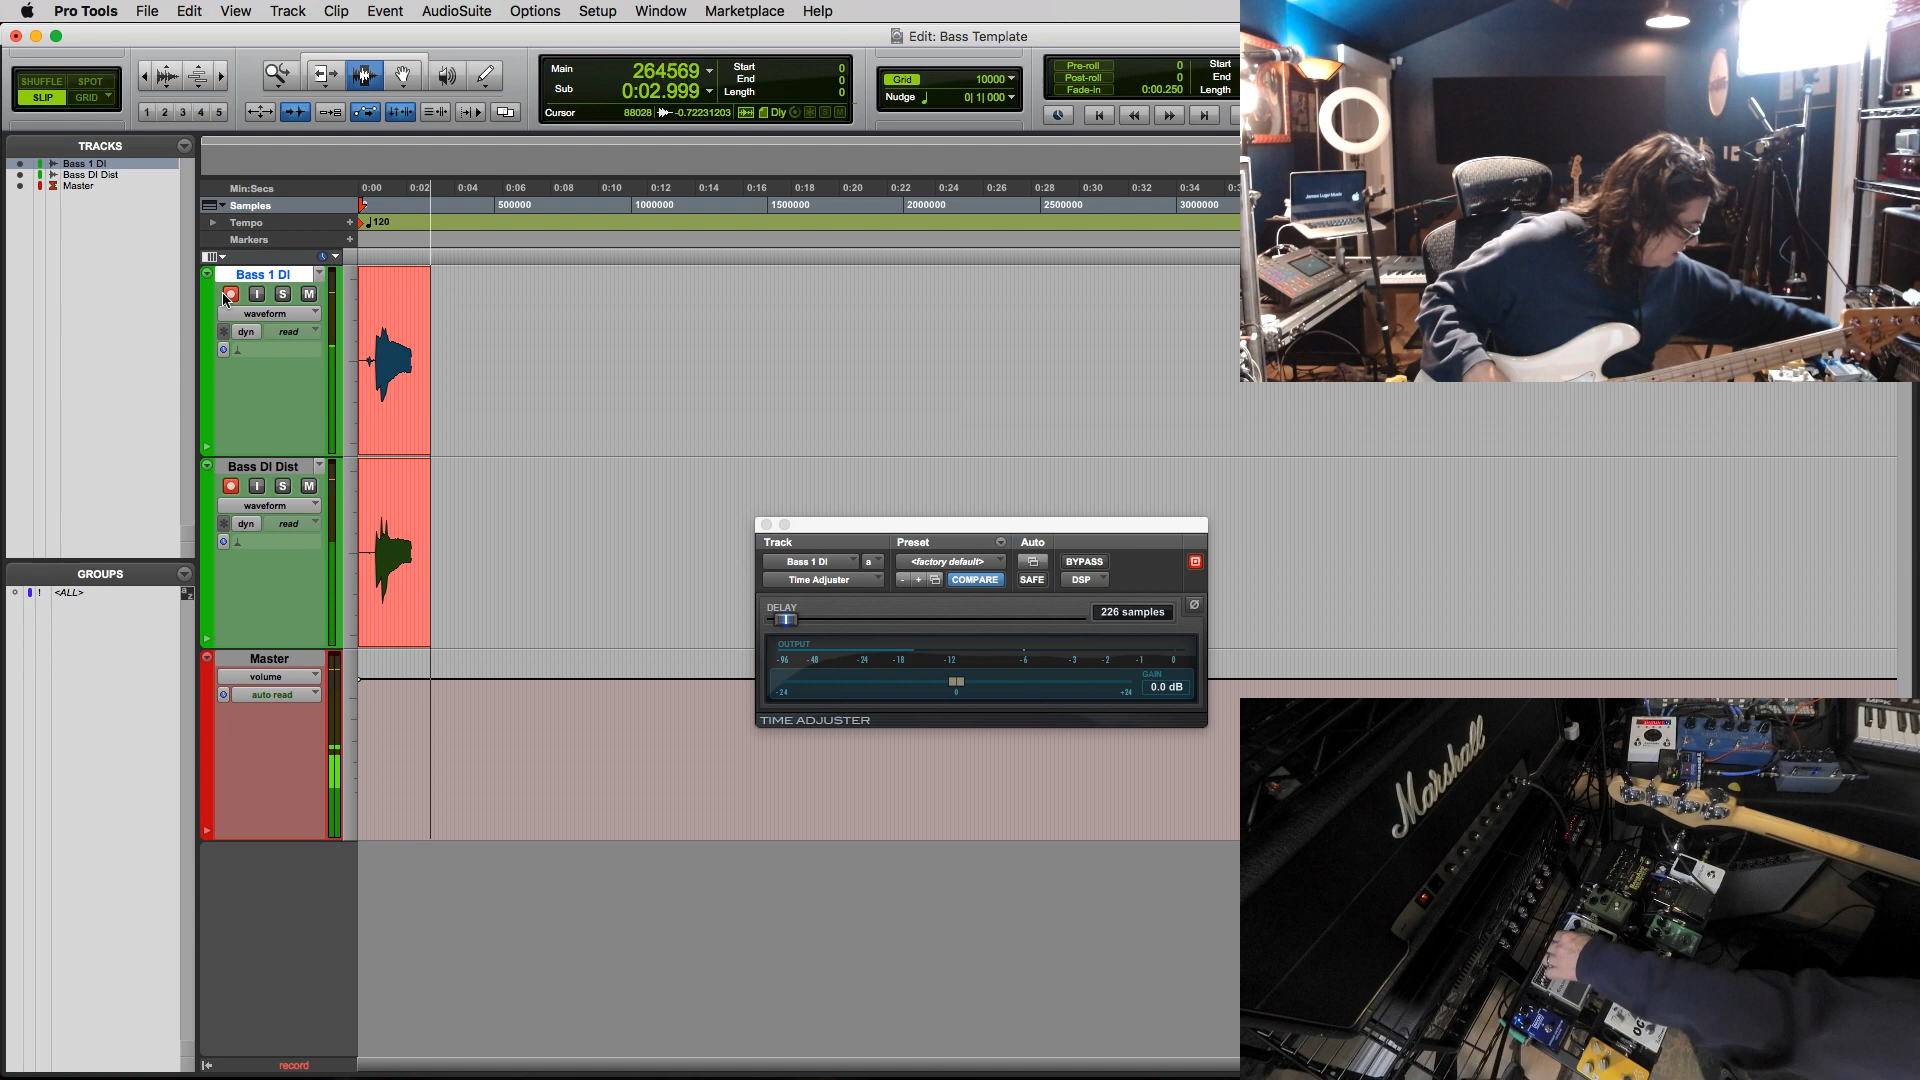 Pro Tools File Edit View Track Clip Event AudioSuite Options Setup Window Marketplace Help
Edit: Bass Template
SHUFFLE SPOT
SLIP GRID
1 2 3 4 5
Main 264569
Sub 0:02.999
Start 0
End 0
Length 0
Cursor 88028 -0.72231203 Dly
Grid 10000
Nudge 0| 1| 000
Pre-roll 0
Post-roll 0
Fade-in 0:00.250
Start
End
Length
TRACKS
Bass 1 DI
Bass DI Dist
Master
GROUPS
! <ALL>
Min:Secs 0:00 0:02 0:04 0:06 0:08 0:10 0:12 0:14 0:16 0:18 0:20 0:22 0:24 0:26 0:28 0:30 0:32 0:34
Samples 500000 1000000 1500000 2000000 2500000 3000000
Tempo 120
Markers
Bass 1 DI
I S M
waveform
dyn read
Bass DI Dist
I S M
waveform
dyn read
Master
volume
auto read
record
Track Preset Auto
Bass 1 DI a <factory default> BYPASS
Time Adjuster - + COMPARE SAFE DSP
DELAY 226 samples
OUTPUT
-96 -48 -24 -18 -12 -6 -3 -2 -1 0
GAIN
0.0 dB
-24 0 +24
TIME ADJUSTER
James Lugo Music
Marshall
MPK
OC